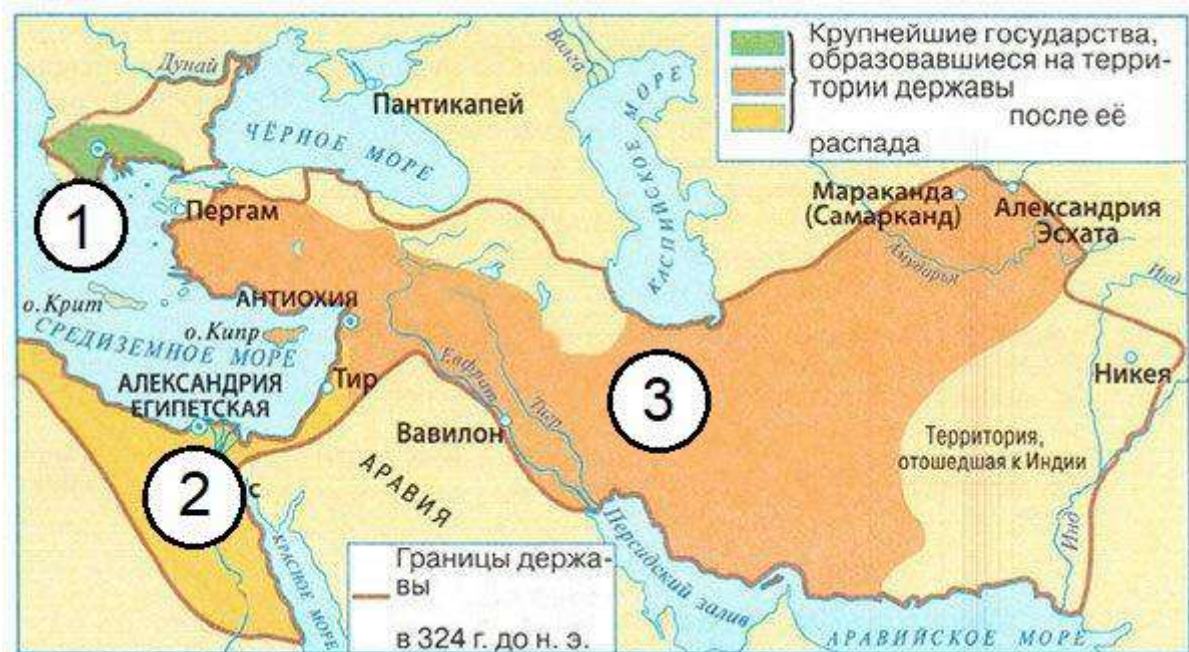 Крупнейшие государства,
образовавшиеся на терри-
тории державы
после её
распада
Дунай
Волга
Пантикапей
ЧЁРНОЕ МОРЕ
КАСПИЙСКОЕ МОРЕ
Мараканда
(Самарканд)
Александрия
Эсхата
Амударья
Инд
1
Пергам
о. Крит
АНТИОХИЯ
о. Кипр
СРЕДИЗЕМНОЕ МОРЕ
АЛЕКСАНДРИЯ
ЕГИПЕТСКАЯ
Тир
Евфрат
Тигр
3
Никея
Вавилон
Территория,
отошедшая к Индии
АРАВИЯ
2
с
КРАСНОЕ МОРЕ
Персидский залив
Инд
АРАВИЙСКОЕ МОРЕ
Границы держа-
вы
в 324 г. до н. э.